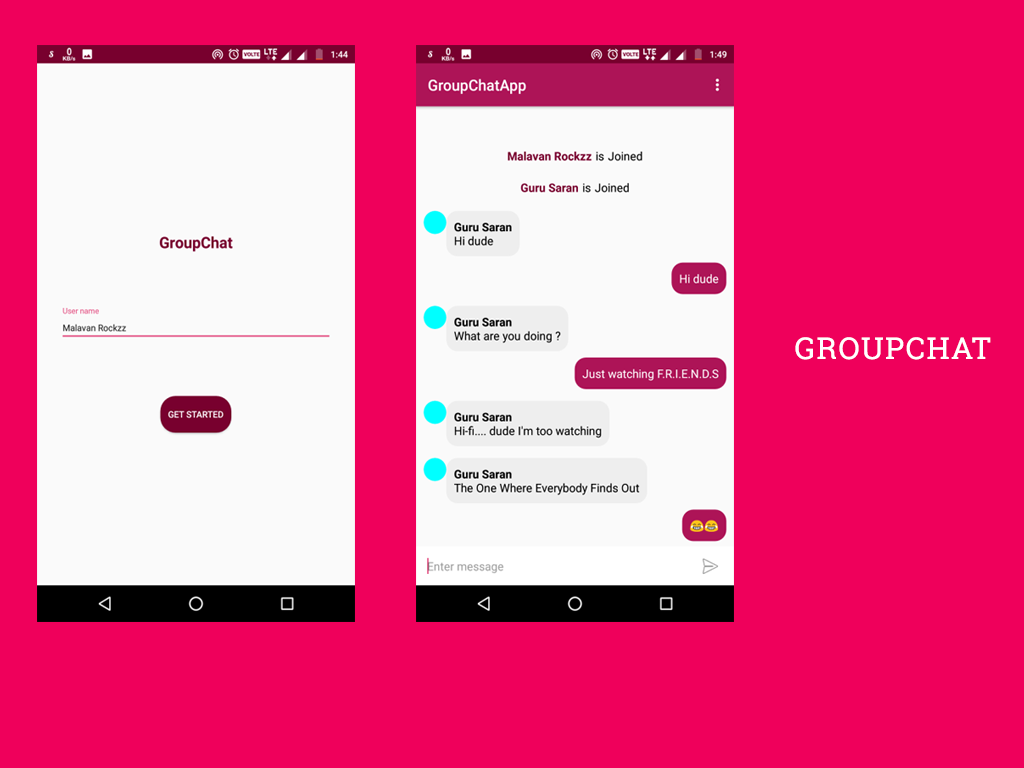 0
KB/s
VOLTE
LTE
1:44
GroupChat
User name
Malavan Rockzz
GET STARTED
0
KB/s
VOLTE
LTE
1:49
GroupChatApp
Malavan Rockzz is Joined
Guru Saran is Joined
Guru Saran
Hi dude
Hi dude
Guru Saran
What are you doing ?
Just watching F.R.I.E.N.D.S
Guru Saran
Hi-fi.... dude I'm too watching
Guru Saran
The One Where Everybody Finds Out
😂😂
Enter message
GROUPCHAT